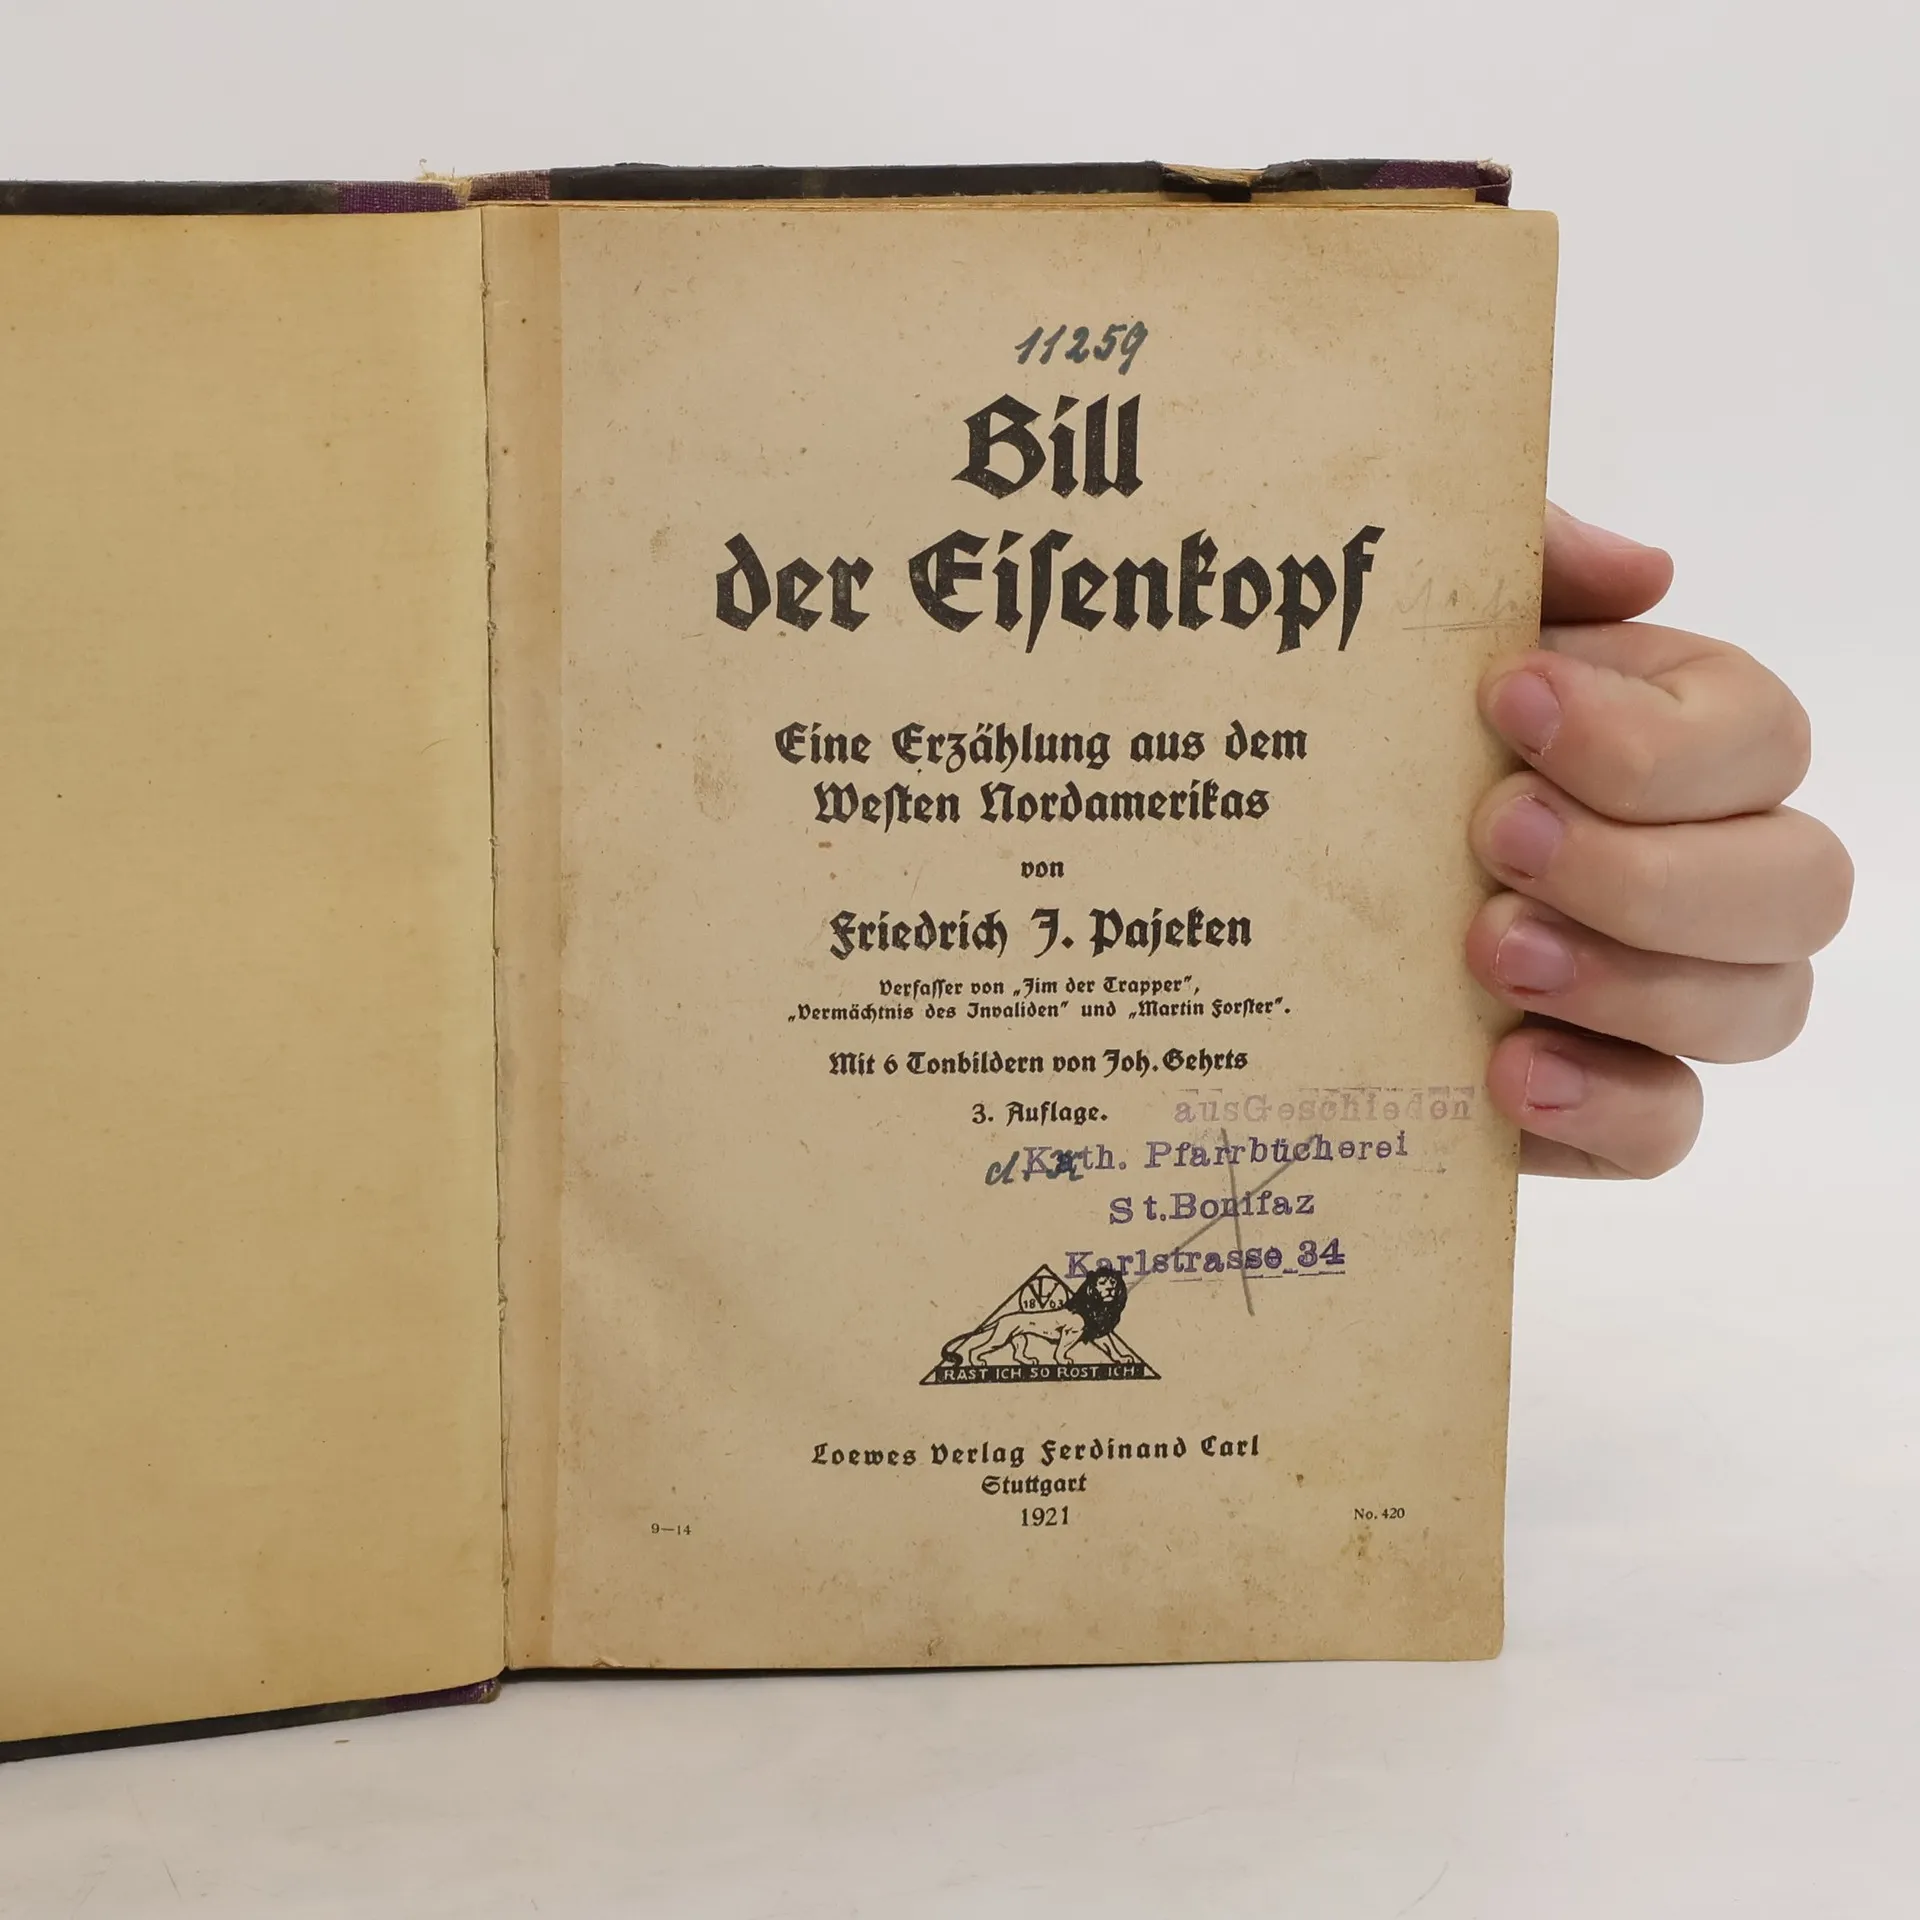 11259
Bill
der Eiſenkopf
Eine Erzählung aus dem
Weſten Nordamerikas
von
Friedrich J. Pajeken
Verfaſſer von „Jim der Trapper“,
„Vermächtnis des Invaliden“ und „Martin Forſter“.
Mit 6 Tonbildern von Joh. Gehrts
3. Auflage.
ausGeschieden
Kath. Pfarrbücherei
St.Bonifaz
Karlstrasse 34
1863
RAST ICH SO ROST ICH
Loewes Verlag Ferdinand Carl
Stuttgart
1921
9—14
No. 420